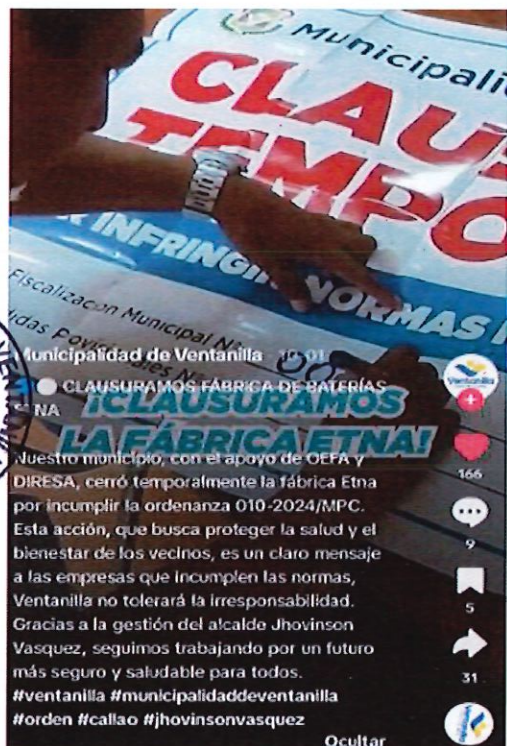 Municipali
CLAUS
TEMPO
INFRINGIR NORMAS
Fiscalización Municipal N°
Municipalidad de Ventanilla · 10-01
CLAUSURAMOS FÁBRICA DE BATERÍAS
¡CLAUSURAMOS
LA FÁBRICA ETNA!
Nuestro municipio, con el apoyo de OEFA y
DIRESA, cerró temporalmente la fábrica Etna
por incumplir la ordenanza 010-2024/MPC.
Esta acción, que busca proteger la salud y el
bienestar de los vecinos, es un claro mensaje
a las empresas que incumplen las normas,
Ventanilla no tolerará la irresponsabilidad.
Gracias a la gestión del alcalde Jhovinson
Vasquez, seguimos trabajando por un futuro
más seguro y saludable para todos.
#ventanilla #municipalidaddeventanilla
#orden #callao #jhovinsonvasquez
Ocultar
Ventanilla
166
9
5
31